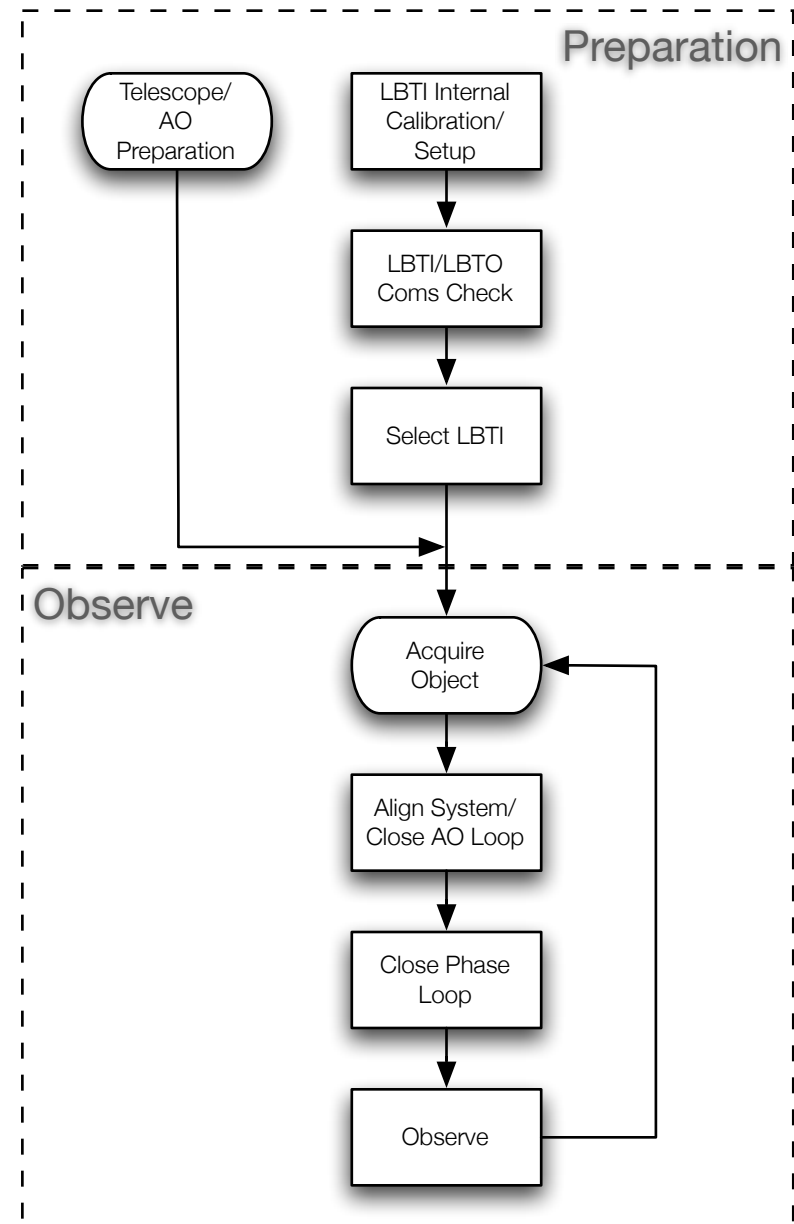 Preparation
Telescope/
AO
Preparation
LBTI Internal
Calibration/
Setup
LBTI/LBTO
Coms Check
Select LBTI
Observe
Acquire
Object
Align System/
Close AO Loop
Close Phase
Loop
Observe